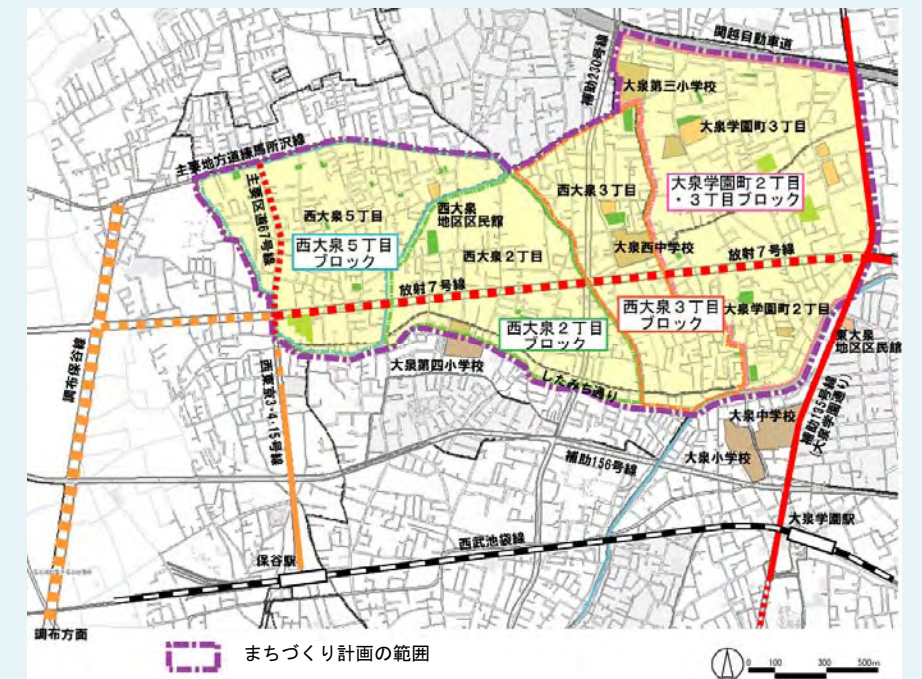 関越自動車道
補助230号線
大泉第三小学校
大泉学園町3丁目
主要地方道練馬所沢線
主要区道67号線
西大泉5丁目
西大泉
地区区民館
西大泉3丁目
大泉学園町2丁目
・3丁目ブロック
西大泉5丁目
ブロック
西大泉2丁目
大泉西中学校
放射7号線
放射7号線
西大泉2丁目
ブロック
西大泉3丁目
ブロック
大泉学園町2丁目
東大泉
地区区民館
調布保谷線
西東京3・4・15号線
大泉第四小学校
したみち通り
大泉中学校
補助135号線
(大泉学園通り)
大泉小学校
補助156号線
大泉学園駅
西武池袋線
保谷駅
調布方面
まちづくり計画の範囲
0 100 300 500m